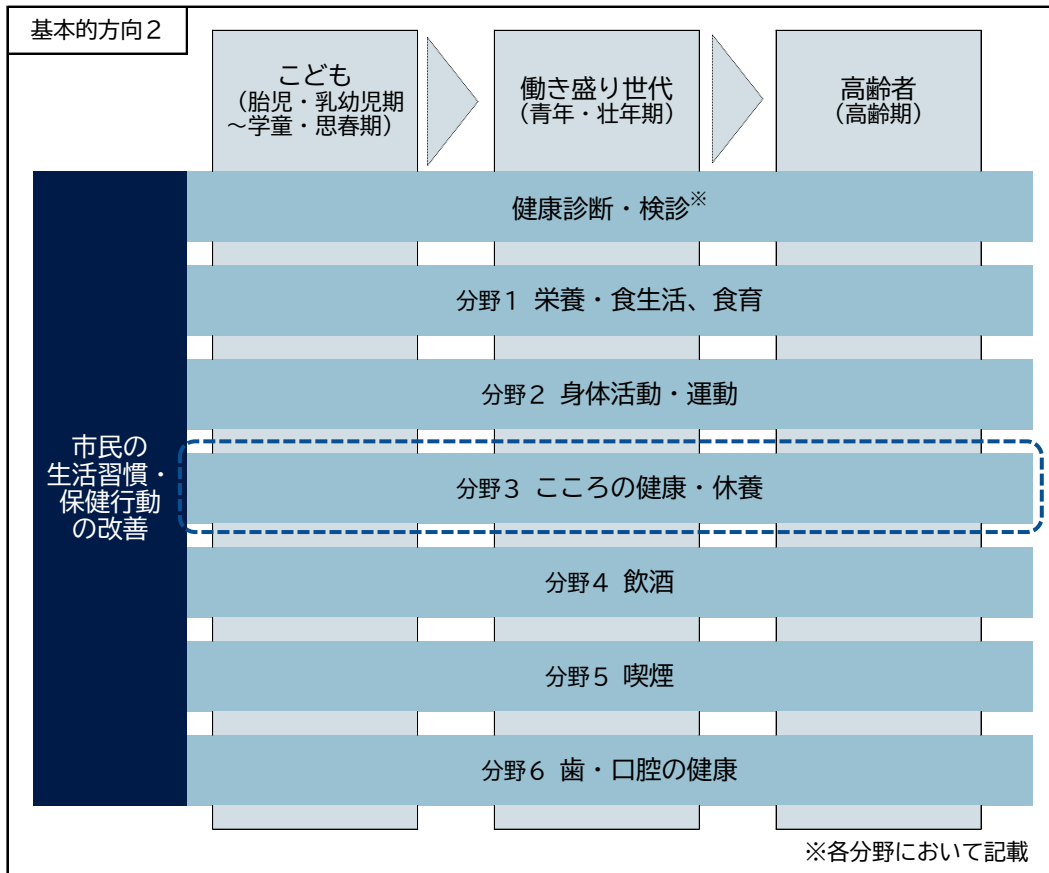 基本的方向２
こども
（胎児・乳幼児期
～学童・思春期）
働き盛り世代
（青年・壮年期）
高齢者
（高齢期）
市民の
生活習慣・
保健行動
の改善
健康診断・検診※
分野１ 栄養・食生活、食育
分野２ 身体活動・運動
分野３ こころの健康・休養
分野４ 飲酒
分野５ 喫煙
分野６ 歯・口腔の健康
※各分野において記載